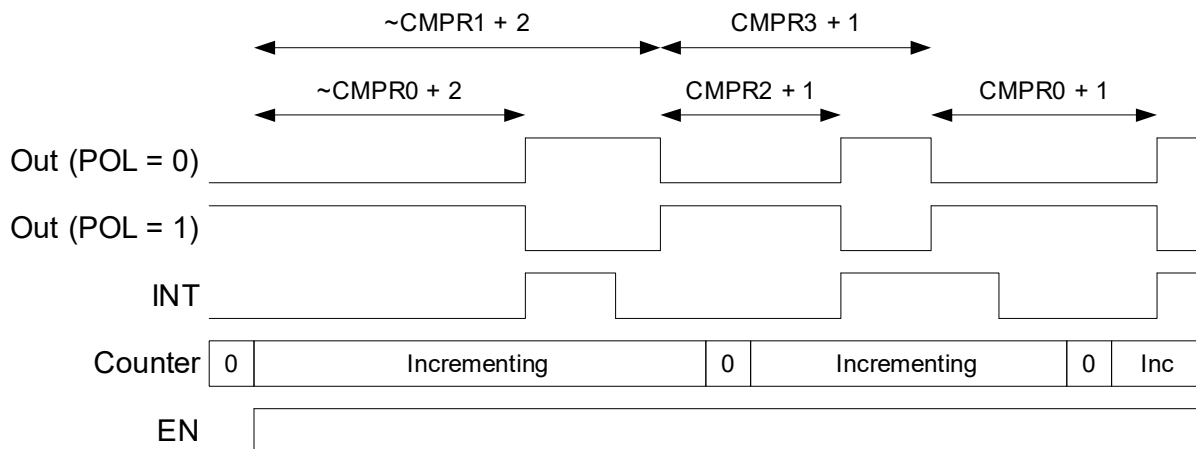 ~CMPR1 + 2 CMPR3 + 1
~CMPR0 + 2 CMPR2 + 1 CMPR0 + 1
Out (POL = 0)
Out (POL = 1)
INT
Counter 0 Incrementing 0 Incrementing 0 Inc
EN